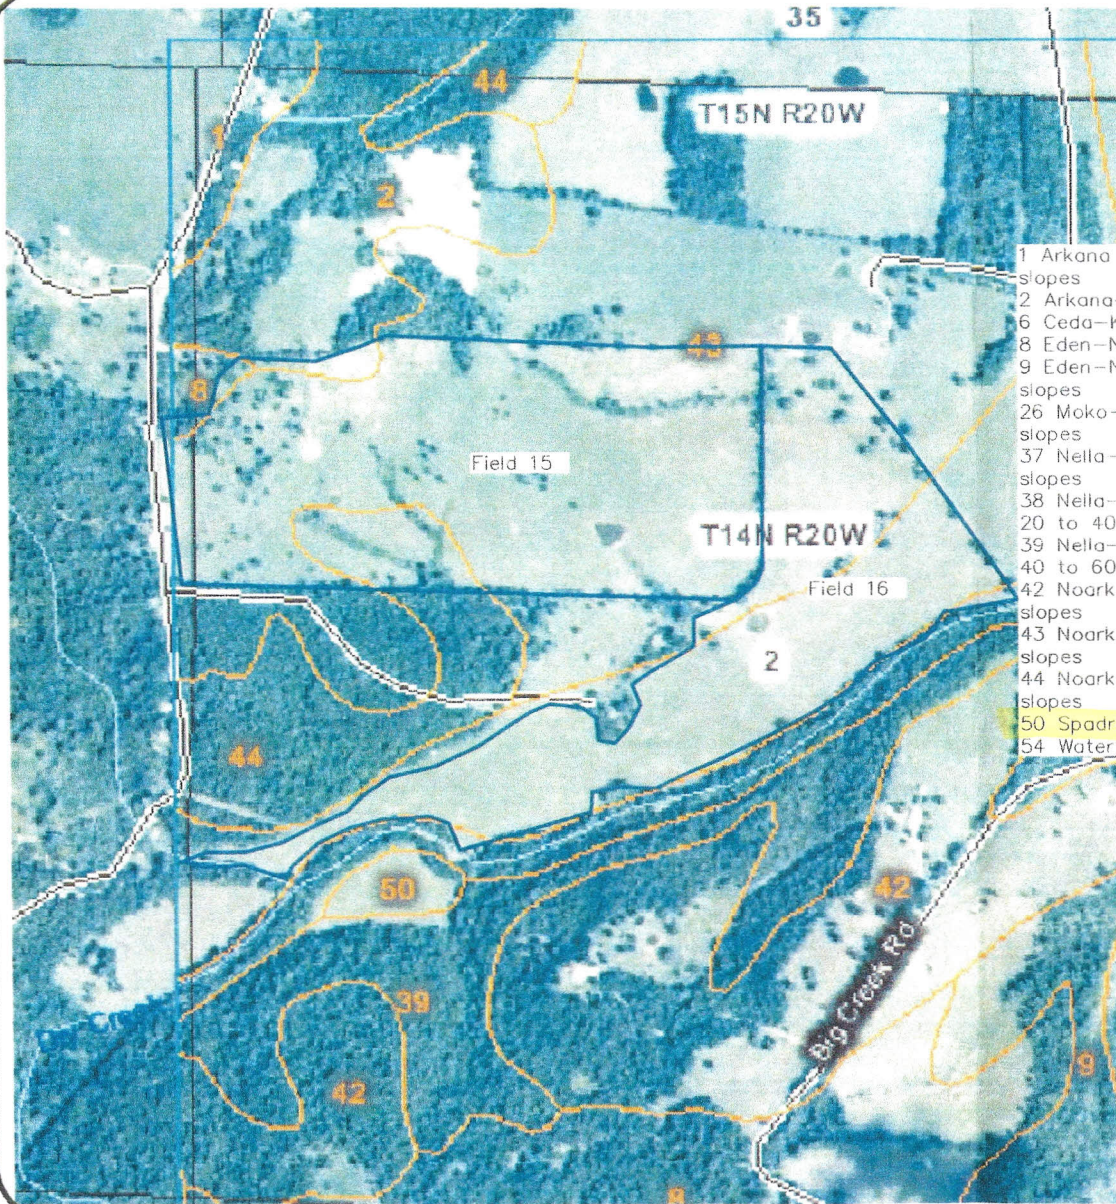 35
44
T15N R20W
1
2
1 Arkana
slopes
2 Arkana-
6 Ceda-
8 Eden-
9 Eden-
slopes
26 Moko-
slopes
37 Nella-
slopes
38 Nella-
20 to 40
39 Nella-
40 to 60
42 Noark
slopes
43 Noark
slopes
44 Noark
slopes
50 Spadr
54 Water
43
8
Field 15
T14N R20W
Field 16
2
44
50
42
39
Big Creek Rd
42
9
8